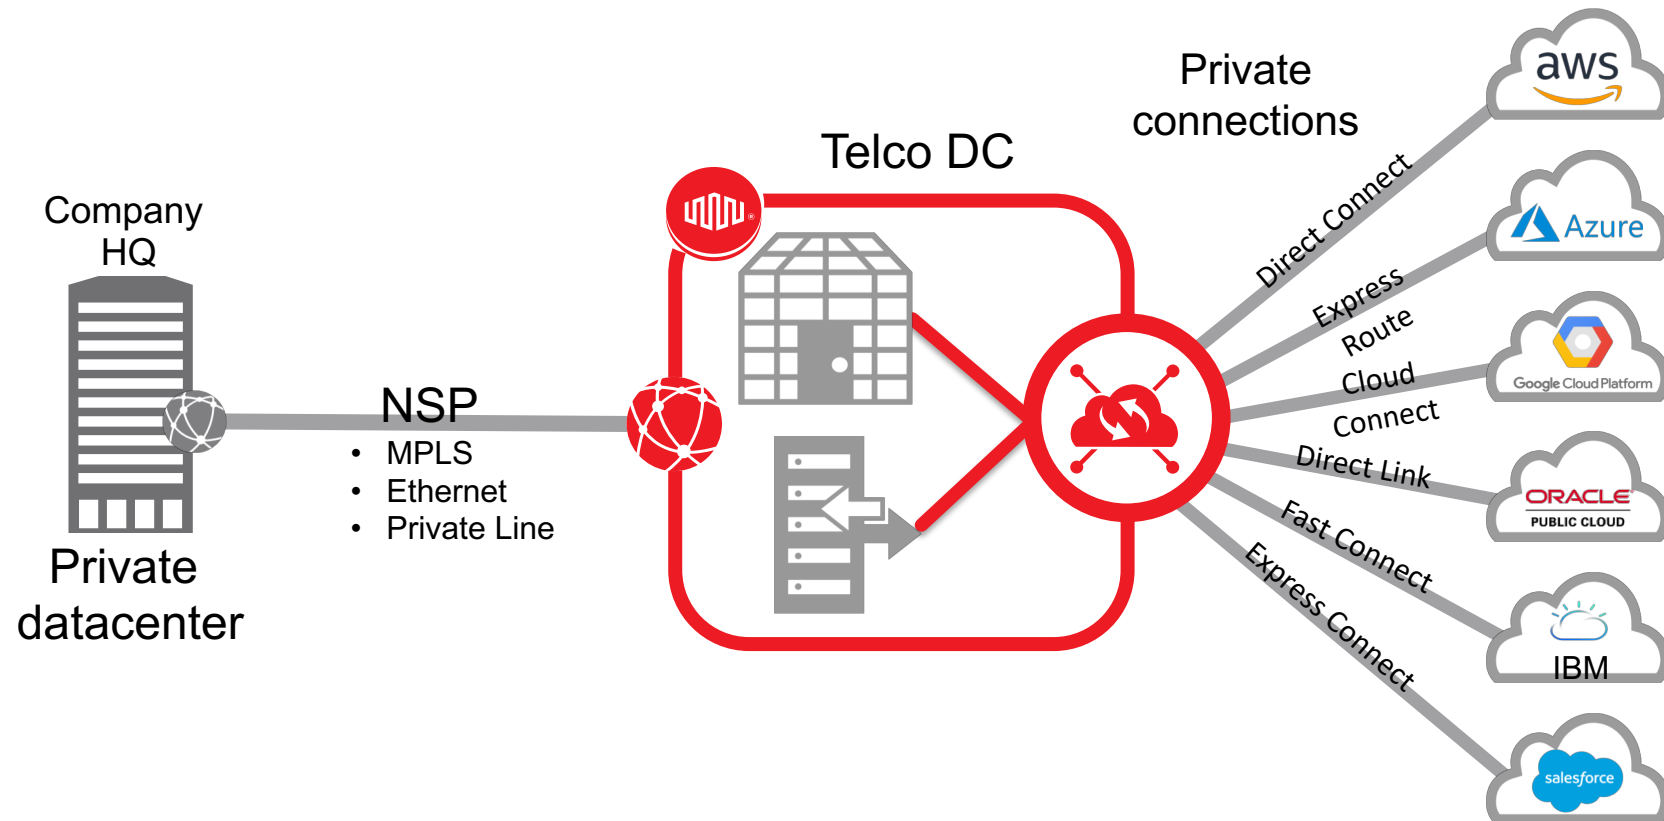 Company
HQ
Private
datacenter
NSP
• MPLS
• Ethernet
• Private Line
Telco DC
®
Private
connections
Direct Connect
Express
Route
Cloud
Connect
Direct Link
Fast Connect
Express Connect
aws
Azure
Google Cloud Platform
ORACLE
PUBLIC CLOUD
IBM
salesforce